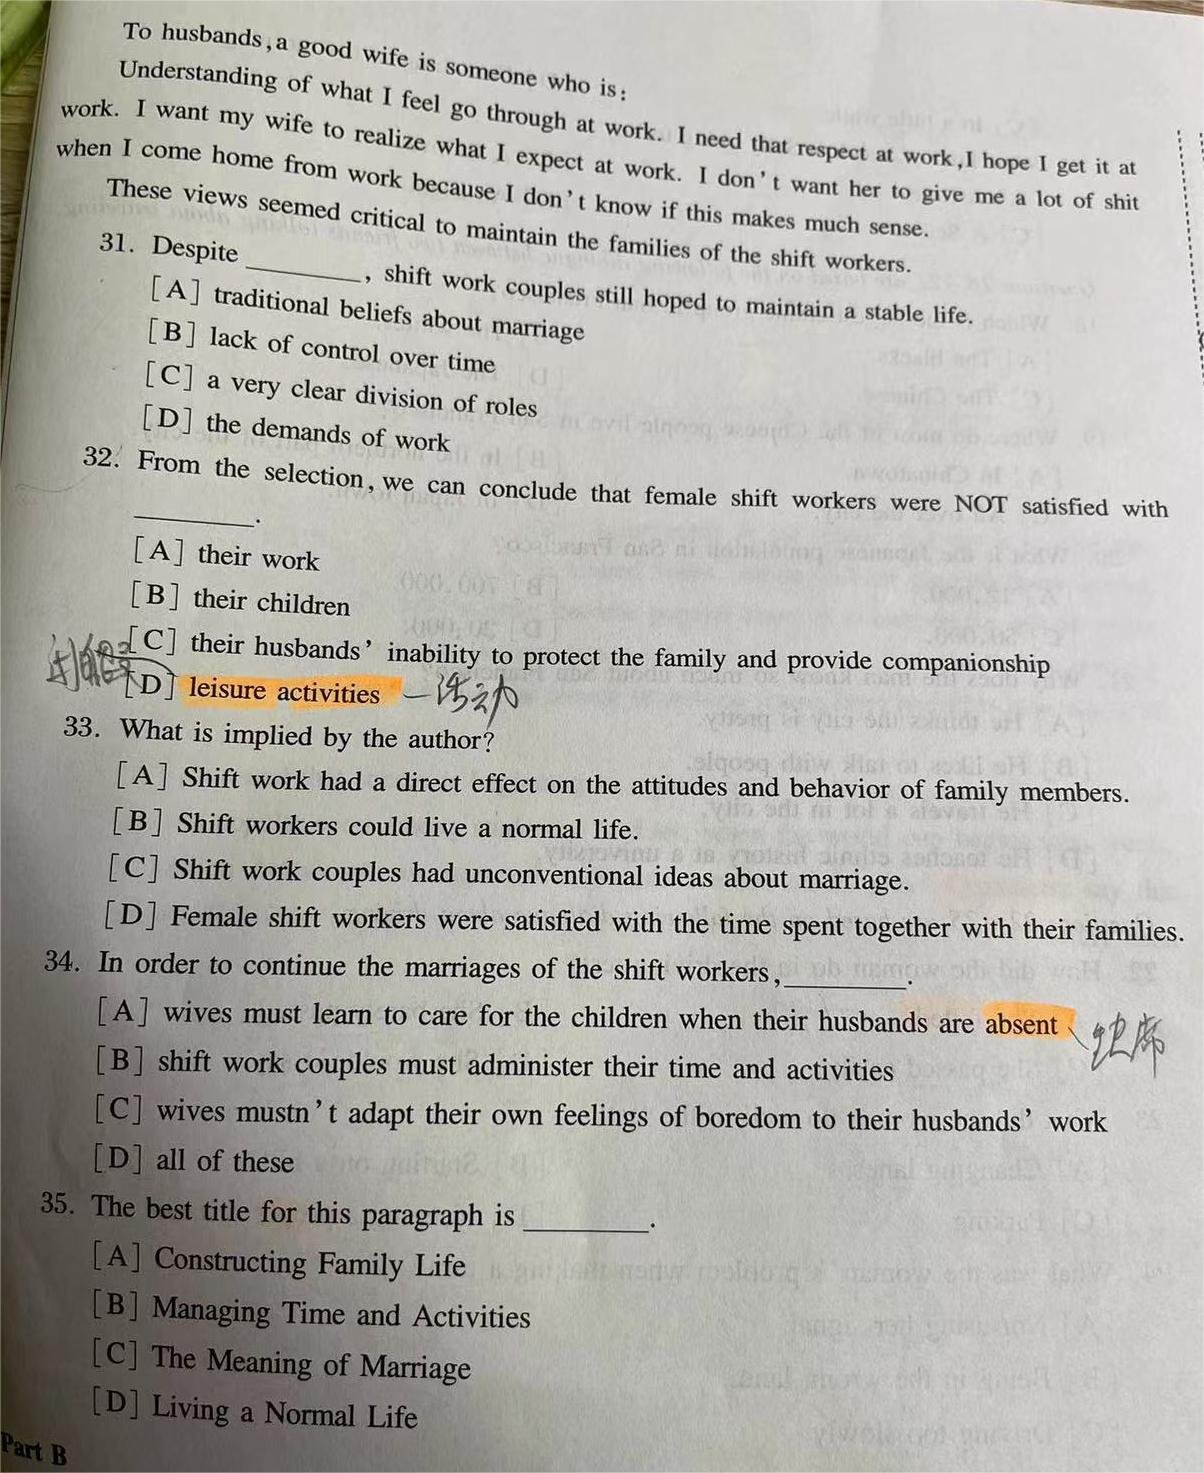 To husbands, a good wife is someone who is:
Understanding of what I feel go through at work. I need that respect at work, I hope I get it at
work. I want my wife to realize what I expect at work. I don't want her to give me a lot of shit
when I come home from work because I don't know if this makes much sense.
These views seemed critical to maintain the families of the shift workers.
31. Despite ________, shift work couples still hoped to maintain a stable life.
[A] traditional beliefs about marriage
[B] lack of control over time
[C] a very clear division of roles
[D] the demands of work
32. From the selection, we can conclude that female shift workers were NOT satisfied with
________.
[A] their work
[B] their children
[C] their husbands' inability to protect the family and provide companionship
[D] leisure activities 活动
33. What is implied by the author?
[A] Shift work had a direct effect on the attitudes and behavior of family members.
[B] Shift workers could live a normal life.
[C] Shift work couples had unconventional ideas about marriage.
[D] Female shift workers were satisfied with the time spent together with their families.
34. In order to continue the marriages of the shift workers, ________.
[A] wives must learn to care for the children when their husbands are absent 缺席
[B] shift work couples must administer their time and activities
[C] wives mustn't adapt their own feelings of boredom to their husbands' work
[D] all of these
35. The best title for this paragraph is ________.
[A] Constructing Family Life
[B] Managing Time and Activities
[C] The Meaning of Marriage
[D] Living a Normal Life
Part B